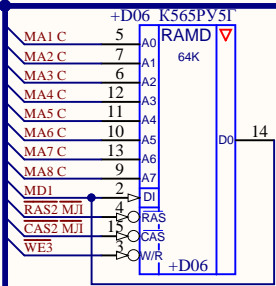 +D06 К565РУ5Г
MA1 C 5 A0 RAMD
MA2 C 7 A1 64K
MA3 C 6 A2
MA4 C 12 A3
MA5 C 11 A4
MA6 C 10 A5 D0 14
MA7 C 13 A6
MA8 C 9 A7
MD1 2 DI
RAS2 МЛ 4 RAS
CAS2 МЛ 15 CAS
WE3 3 W/R
+D06